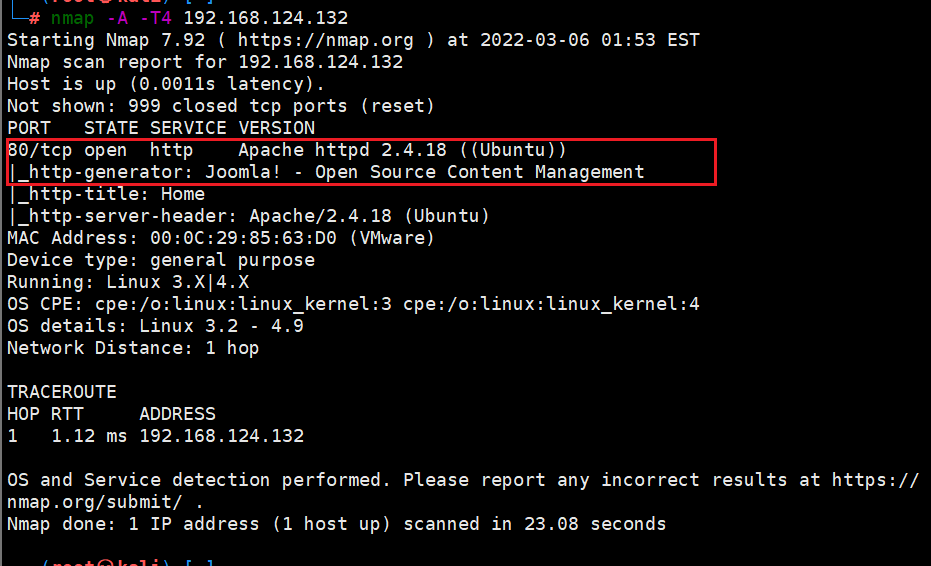 # nmap -A -T4 192.168.124.132
Starting Nmap 7.92 ( https://nmap.org ) at 2022-03-06 01:53 EST
Nmap scan report for 192.168.124.132
Host is up (0.0011s latency).
Not shown: 999 closed tcp ports (reset)
PORT   STATE SERVICE VERSION
80/tcp open  http    Apache httpd 2.4.18 ((Ubuntu))
|_http-generator: Joomla! - Open Source Content Management
|_http-title: Home
|_http-server-header: Apache/2.4.18 (Ubuntu)
MAC Address: 00:0C:29:85:63:D0 (VMware)
Device type: general purpose
Running: Linux 3.X|4.X
OS CPE: cpe:/o:linux:linux_kernel:3 cpe:/o:linux:linux_kernel:4
OS details: Linux 3.2 - 4.9
Network Distance: 1 hop
TRACEROUTE
HOP RTT     ADDRESS
1   1.12 ms 192.168.124.132
OS and Service detection performed. Please report any incorrect results at https://
nmap.org/submit/ .
Nmap done: 1 IP address (1 host up) scanned in 23.08 seconds